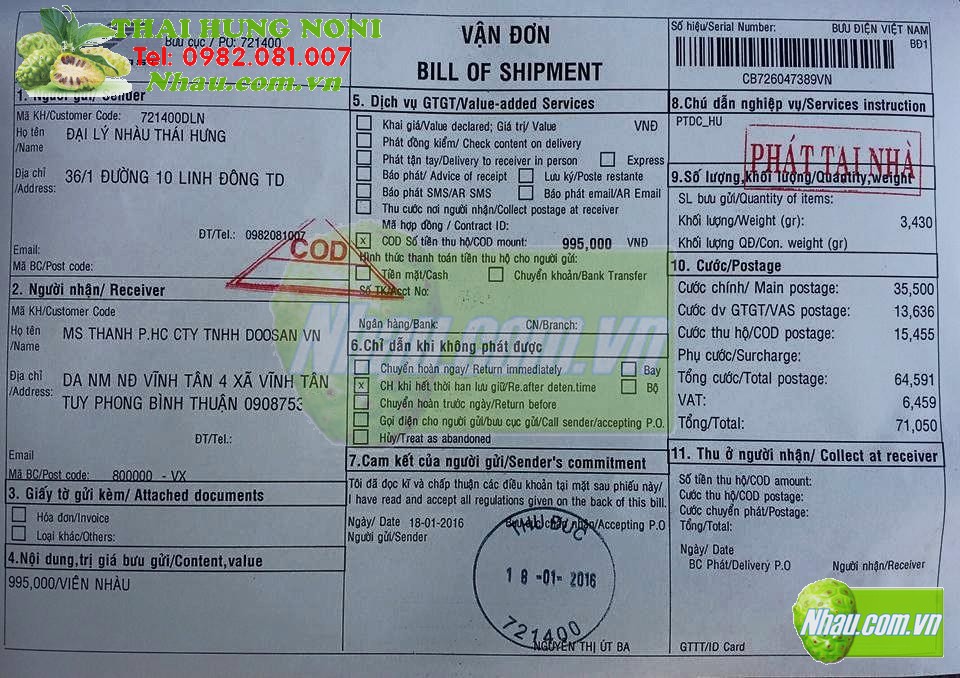 THAI HUNG NONI
Bưu cục / PO: 721400
Tel: 0982.081.007
Nhau.com.vn
VẬN ĐƠN
BILL OF SHIPMENT
Số hiệu/Serial Number: BƯU ĐIỆN VIỆT NAM
BĐ1
CB726047389VN
1. Người gửi/ Sender
Mã KH/Customer Code: 721400DLN
Họ tên
/Name
ĐẠI LÝ NHÀU THÁI HƯNG
Địa chỉ
/Address:
36/1 ĐƯỜNG 10 LINH ĐÔNG TD
ĐT/Tel.: 0982081007
Email:
Mã BC/Post code:
2. Người nhận/ Receiver
Mã KH/Customer Code
Họ tên
/Name
MS THANH P.HC CTY TNHH DOOSAN VN
Địa chỉ
/Address:
DA NM NĐ VĨNH TÂN 4 XÃ VĨNH TÂN
TUY PHONG BÌNH THUẬN 0908753
ĐT/Tel.:
Email
Mã BC/Post code: 800000 - VX
3. Giấy tờ gửi kèm/ Attached documents
Hóa đơn/Invoice
Loại khác/Others:
4.Nội dung,trị giá bưu gửi/Content,value
995,000/VIÊN NHÀU
5. Dịch vụ GTGT/Value-added Services
Khai giá/Value declared; Giá trị/ Value VNĐ
Phát đồng kiểm/ Check content on delivery
Phát tận tay/Delivery to receiver in person Express
Báo phát/ Advice of receipt Lưu ký/Poste restante
Báo phát SMS/AR SMS Báo phát email/AR Email
Thu cước nơi người nhận/Collect postage at receiver
Mã hợp đồng / Contract ID:
x COD Số tiền thu hộ/COD mount: 995,000 VNĐ
Hình thức thanh toán tiền thu hộ cho người gửi:
Tiền mặt/Cash Chuyển khoản/Bank Transfer
Số TK/Acct No:
Ngân hàng/Bank: CN/Branch:
COD
6.Chỉ dẫn khi không phát được
Chuyển hoàn ngay/ Return immediately Bay
x CH khi hết thời hạn lưu giữ/Re.after deten.time Bộ
Chuyển hoàn trước ngày/Return before
Gọi điện cho người gửi/bưu cục gửi/Call sender/accepting P.O.
Hủy/Treat as abandoned
Nhau.com.vn
7.Cam kết của người gửi/Sender's commitment
Tôi đã đọc kĩ và chấp thuận các điều khoản tại mặt sau phiếu này/
I have read and accept all regulations given on the back of this bill.
Ngày/ Date 18-01-2016 Bưu cục chấp nhận/Accepting P.O
Người gửi/Sender
THU DUC
18-01-2016
721400
NGUYỄN THỊ ÚT BA
8.Chú dẫn nghiệp vụ/Services instruction
PTDC_HU
PHÁT TẠI NHÀ
9.Số lượng,khối lượng/Quantity,weight
SL bưu gửi/Quantity of items:
Khối lượng/Weight (gr): 3,430
Khối lượng QĐ/Con. weight (gr)
10. Cước/Postage
Cước chính/ Main postage: 35,500
Cước dv GTGT/VAS postage: 13,636
Cước thu hộ/COD postage: 15,455
Phụ cước/Surcharge:
Tổng cước/Total postage: 64,591
VAT: 6,459
Tổng/Total: 71,050
11. Thu ở người nhận/ Collect at receiver
Số tiền thu hộ/COD amount:
Cước thu hộ/COD postage:
Cước chuyển phát/Postage:
Tổng/Total:
Ngày/ Date
BC Phát/Delivery P.O Người nhận/Receiver
Nhau.com.vn
GTTT/ID Card